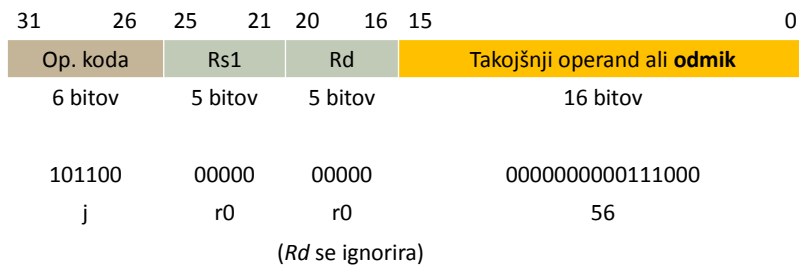 31 26 25 21 20 16 15 0
Op. koda Rs1 Rd Takojšnji operand ali odmik
6 bitov 5 bitov 5 bitov 16 bitov
101100 00000 00000 0000000000111000
j r0 r0 56
(Rd se ignorira)